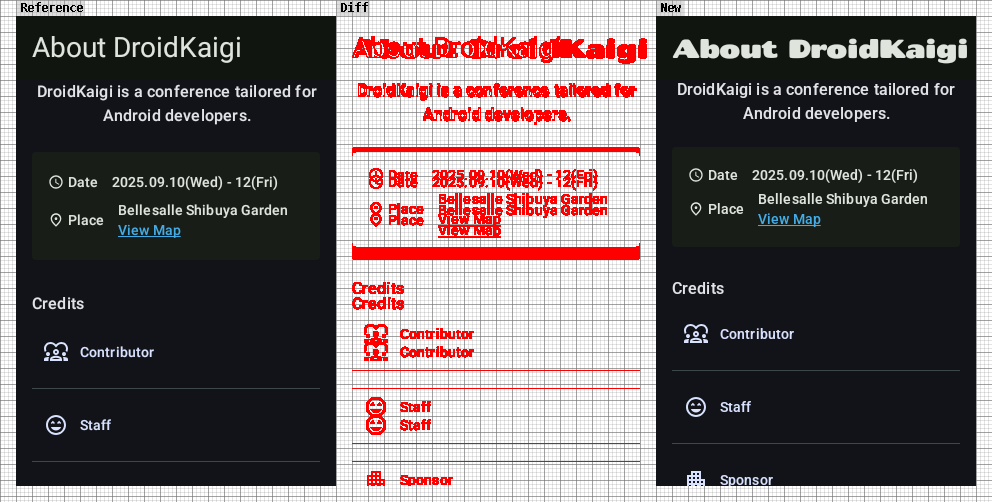 Reference
About DroidKaigi
DroidKaigi is a conference tailored for
Android developers.
Date 2025.09.10(Wed) - 12(Fri)
Place Bellesalle Shibuya Garden
View Map
Credits
Contributor
Staff
Diff
About DroidKaigi
About DroidKaigi
DroidKaigi is a conference tailored for
Android developers.
Date 2025.09.10(Wed) - 12(Fri)
Date 2025.09.10(Wed) - 12(Fri)
Bellesalle Shibuya Garden
Place Bellesalle Shibuya Garden
Place View Map
View Map
Credits
Credits
Contributor
Contributor
Staff
Staff
Sponsor
New
About DroidKaigi
DroidKaigi is a conference tailored for
Android developers.
Date 2025.09.10(Wed) - 12(Fri)
Place Bellesalle Shibuya Garden
View Map
Credits
Contributor
Staff
Sponsor